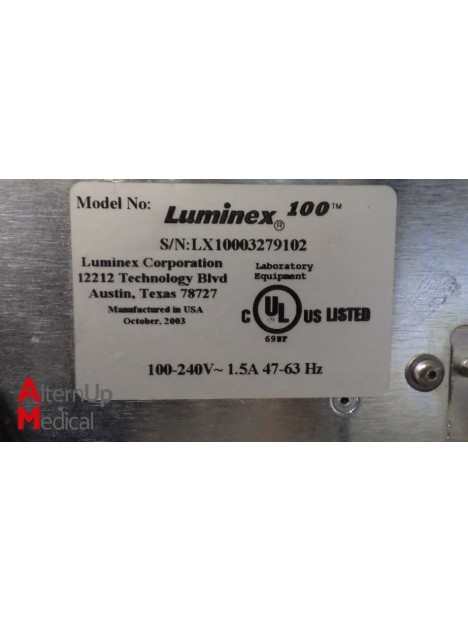 Model No: Luminex® 100™
S/N:LX10003279102
Luminex Corporation
12212 Technology Blvd
Austin, Texas 78727
Manufactured in USA
October, 2003
Laboratory
Equipment
C UL® US LISTED
69NF
100-240V~ 1.5A 47-63 Hz
AlternUp
Medical